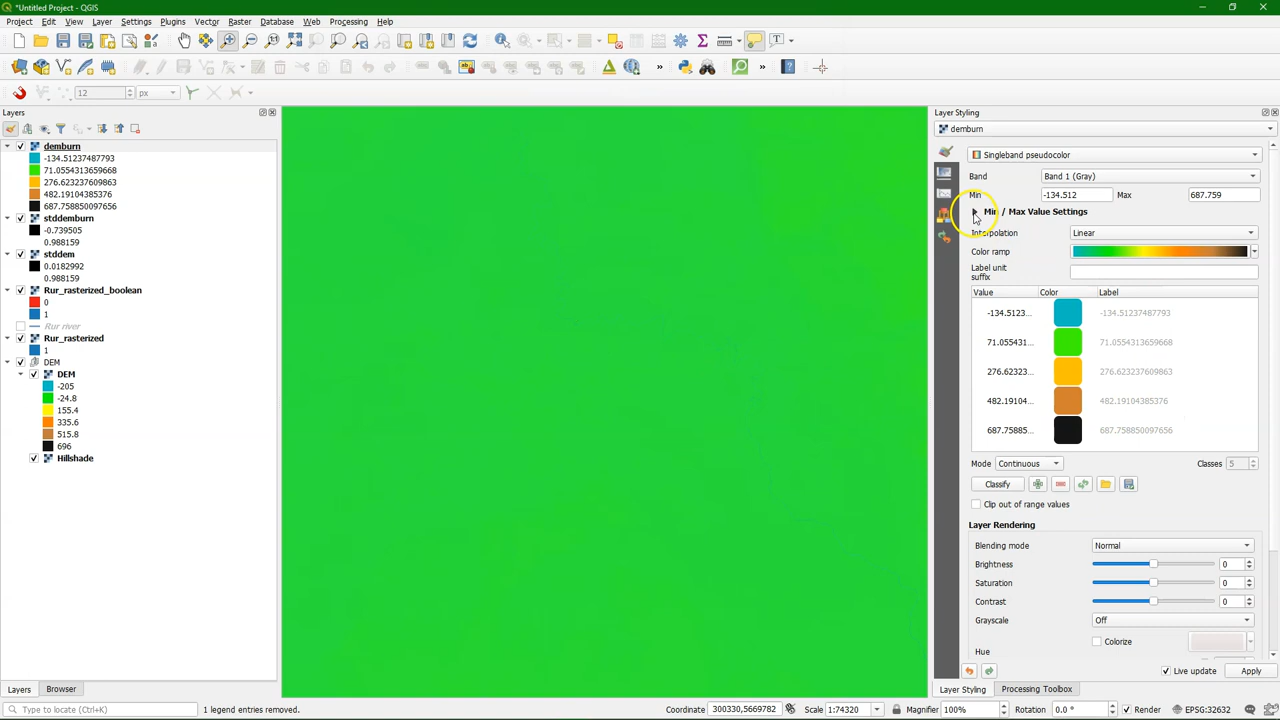 *Untitled Project - QGIS
Project Edit View Layer Settings Plugins Vector Raster Database Web Processing Help
12 px
Layers
demburn
-134.51237487793
71.0554313659668
276.623237609863
482.19104385376
687.758850097656
stddemburn
-0.739505
0.988159
stddem
0.0182992
0.988159
Rur_rasterized_boolean
0
1
Rur river
Rur_rasterized
1
DEM
DEM
-205
-24.8
155.4
335.6
515.8
696
Hillshade
Layers Browser
Layer Styling
demburn
Singleband pseudocolor
Band Band 1 (Gray)
Min -134.512 Max 687.759
Min / Max Value Settings
Interpolation Linear
Color ramp
Label unit
suffix
Value Color Label
-134.5123... -134.51237487793
71.055431... 71.0554313659668
276.62323... 276.623237609863
482.19104... 482.19104385376
687.75885... 687.758850097656
Mode Continuous Classes 5
Classify
Clip out of range values
Layer Rendering
Blending mode Normal
Brightness 0
Saturation 0
Contrast 0
Grayscale Off
Hue Colorize
Live update Apply
Layer Styling Processing Toolbox
Type to locate (Ctrl+K) 1 legend entries removed. Coordinate 300330,5669782 Scale 1:74320 Magnifier 100% Rotation 0.0 ° Render EPSG:32632